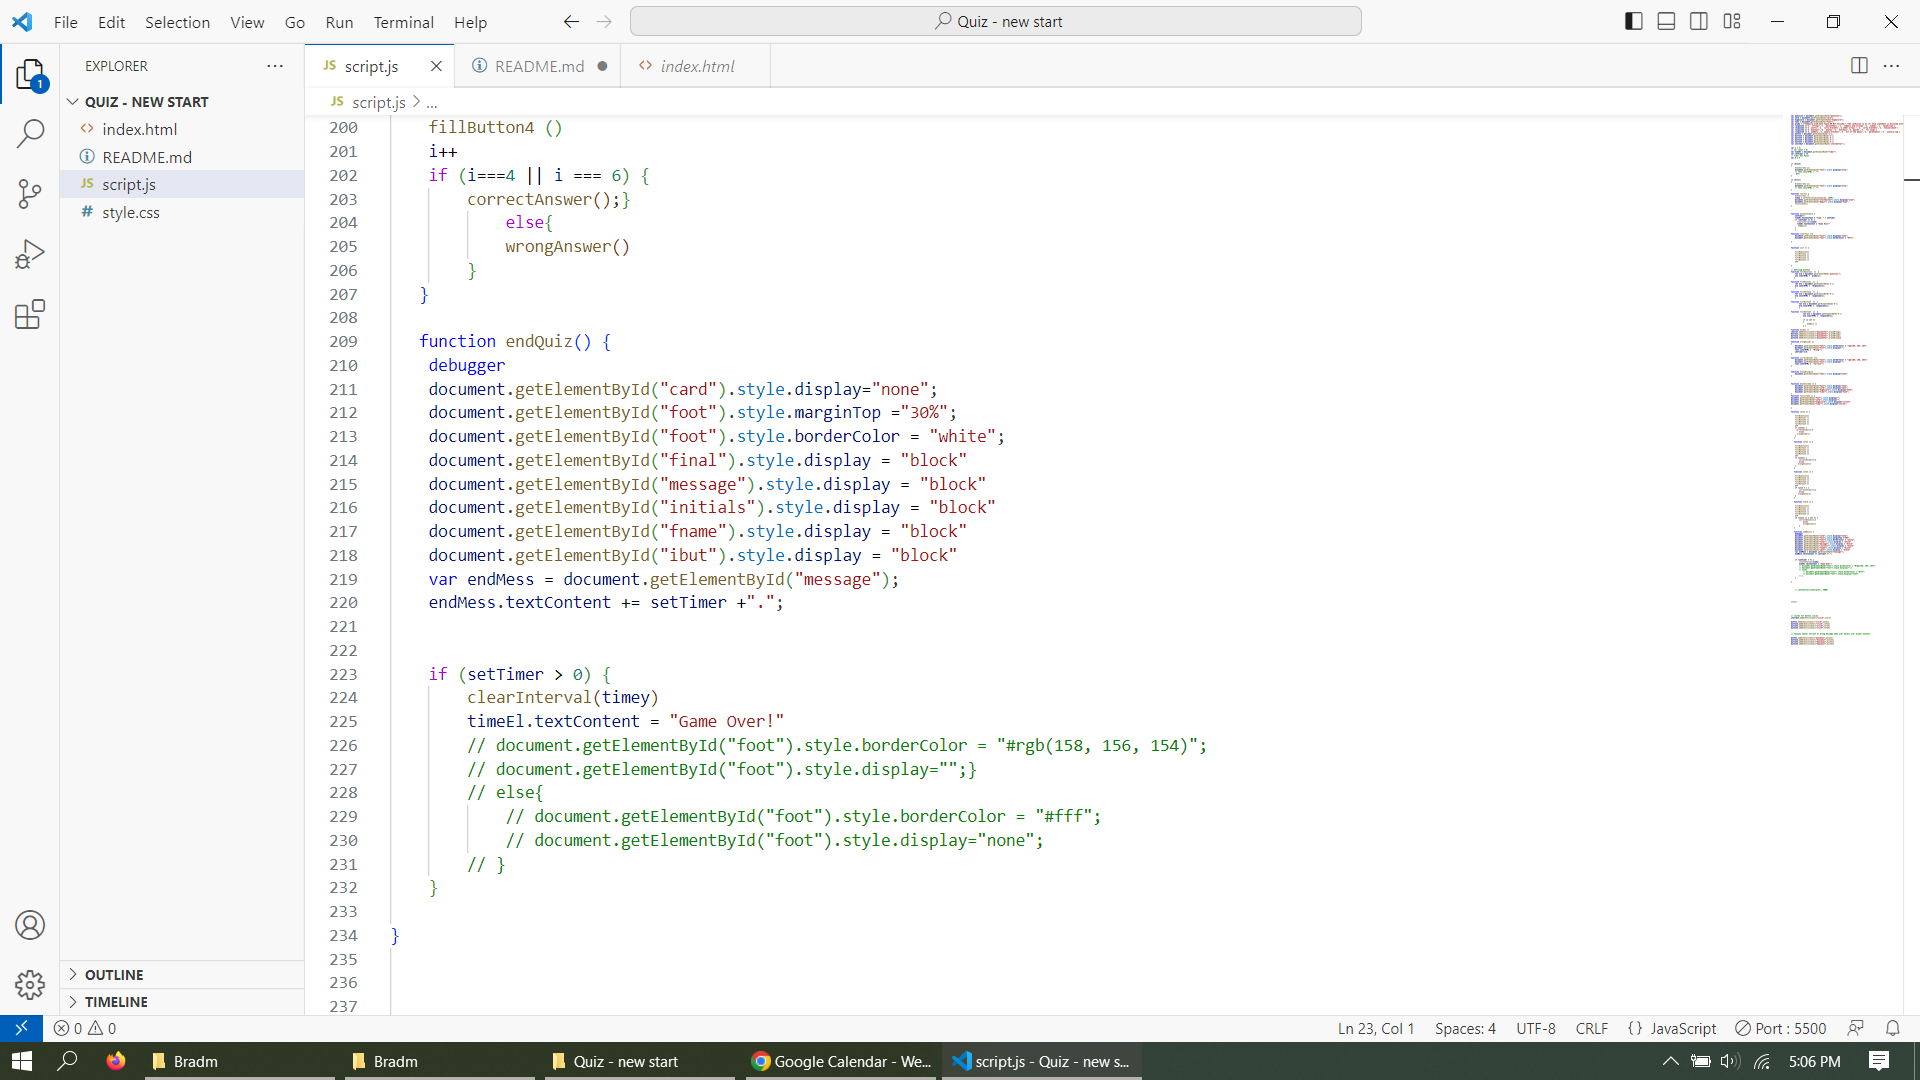 File Edit Selection View Go Run Terminal Help
Quiz - new start
EXPLORER
JS script.js
README.md
<> index.html
1
QUIZ - NEW START
<> index.html
README.md
JS script.js
# style.css
JS script.js > ...
200 fillButton4 ()
201 i++
202 if (i===4 || i === 6) {
203 correctAnswer();}
204 else{
205 wrongAnswer()
206 }
207 }
208
209 function endQuiz() {
210 debugger
211 document.getElementById("card").style.display="none";
212 document.getElementById("foot").style.marginTop ="30%";
213 document.getElementById("foot").style.borderColor = "white";
214 document.getElementById("final").style.display = "block"
215 document.getElementById("message").style.display = "block"
216 document.getElementById("initials").style.display = "block"
217 document.getElementById("fname").style.display = "block"
218 document.getElementById("ibut").style.display = "block"
219 var endMess = document.getElementById("message");
220 endMess.textContent += setTimer +".";
221
222
223 if (setTimer > 0) {
224 clearInterval(timey)
225 timeEl.textContent = "Game Over!"
226 // document.getElementById("foot").style.borderColor = "#rgb(158, 156, 154)";
227 // document.getElementById("foot").style.display="";}
228 // else{
229 // document.getElementById("foot").style.borderColor = "#fff";
230 // document.getElementById("foot").style.display="none";
231 // }
232 }
233
234 }
235
236
237
OUTLINE
TIMELINE
0 0
Ln 23, Col 1 Spaces: 4 UTF-8 CRLF {} JavaScript Port : 5500
Bradm
Bradm
Quiz - new start
Google Calendar - We...
script.js - Quiz - new s...
5:06 PM